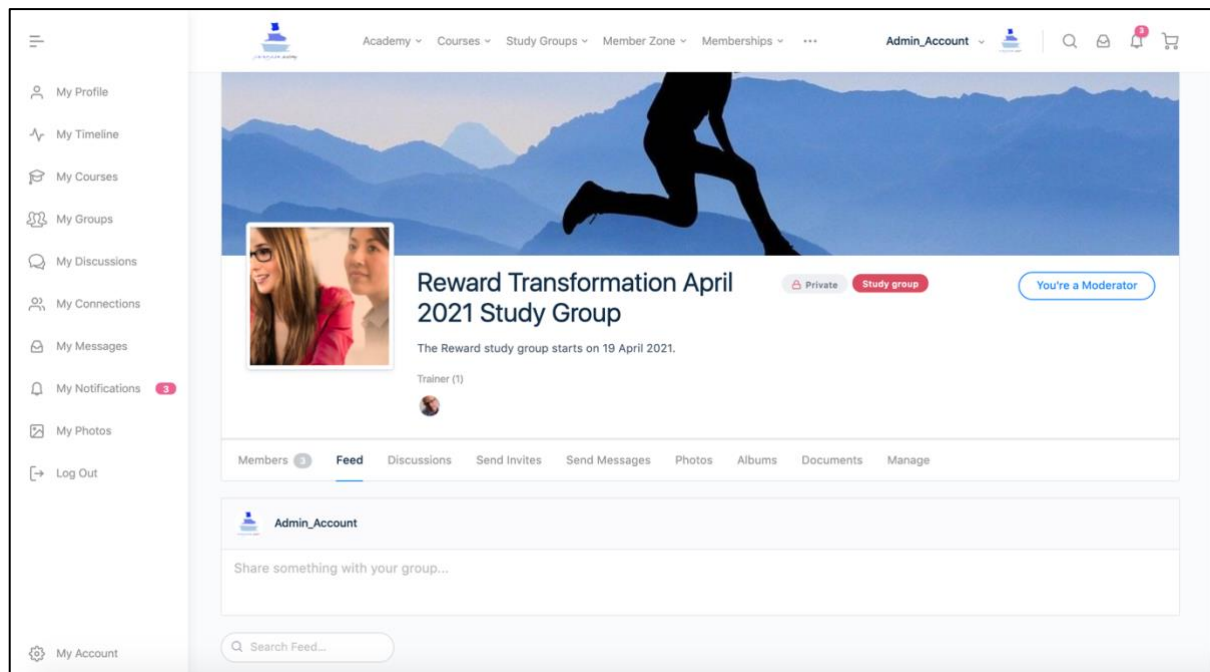 Academy Courses Study Groups Member Zone Memberships ••• Admin_Account 3
My Profile
My Timeline
My Courses
My Groups
My Discussions
My Connections
My Messages
My Notifications 3
My Photos
Log Out
My Account
Reward Transformation April
2021 Study Group
Private Study group
You're a Moderator
The Reward study group starts on 19 April 2021.
Trainer (1)
Members 3 Feed Discussions Send Invites Send Messages Photos Albums Documents Manage
Admin_Account
Share something with your group...
Search Feed...